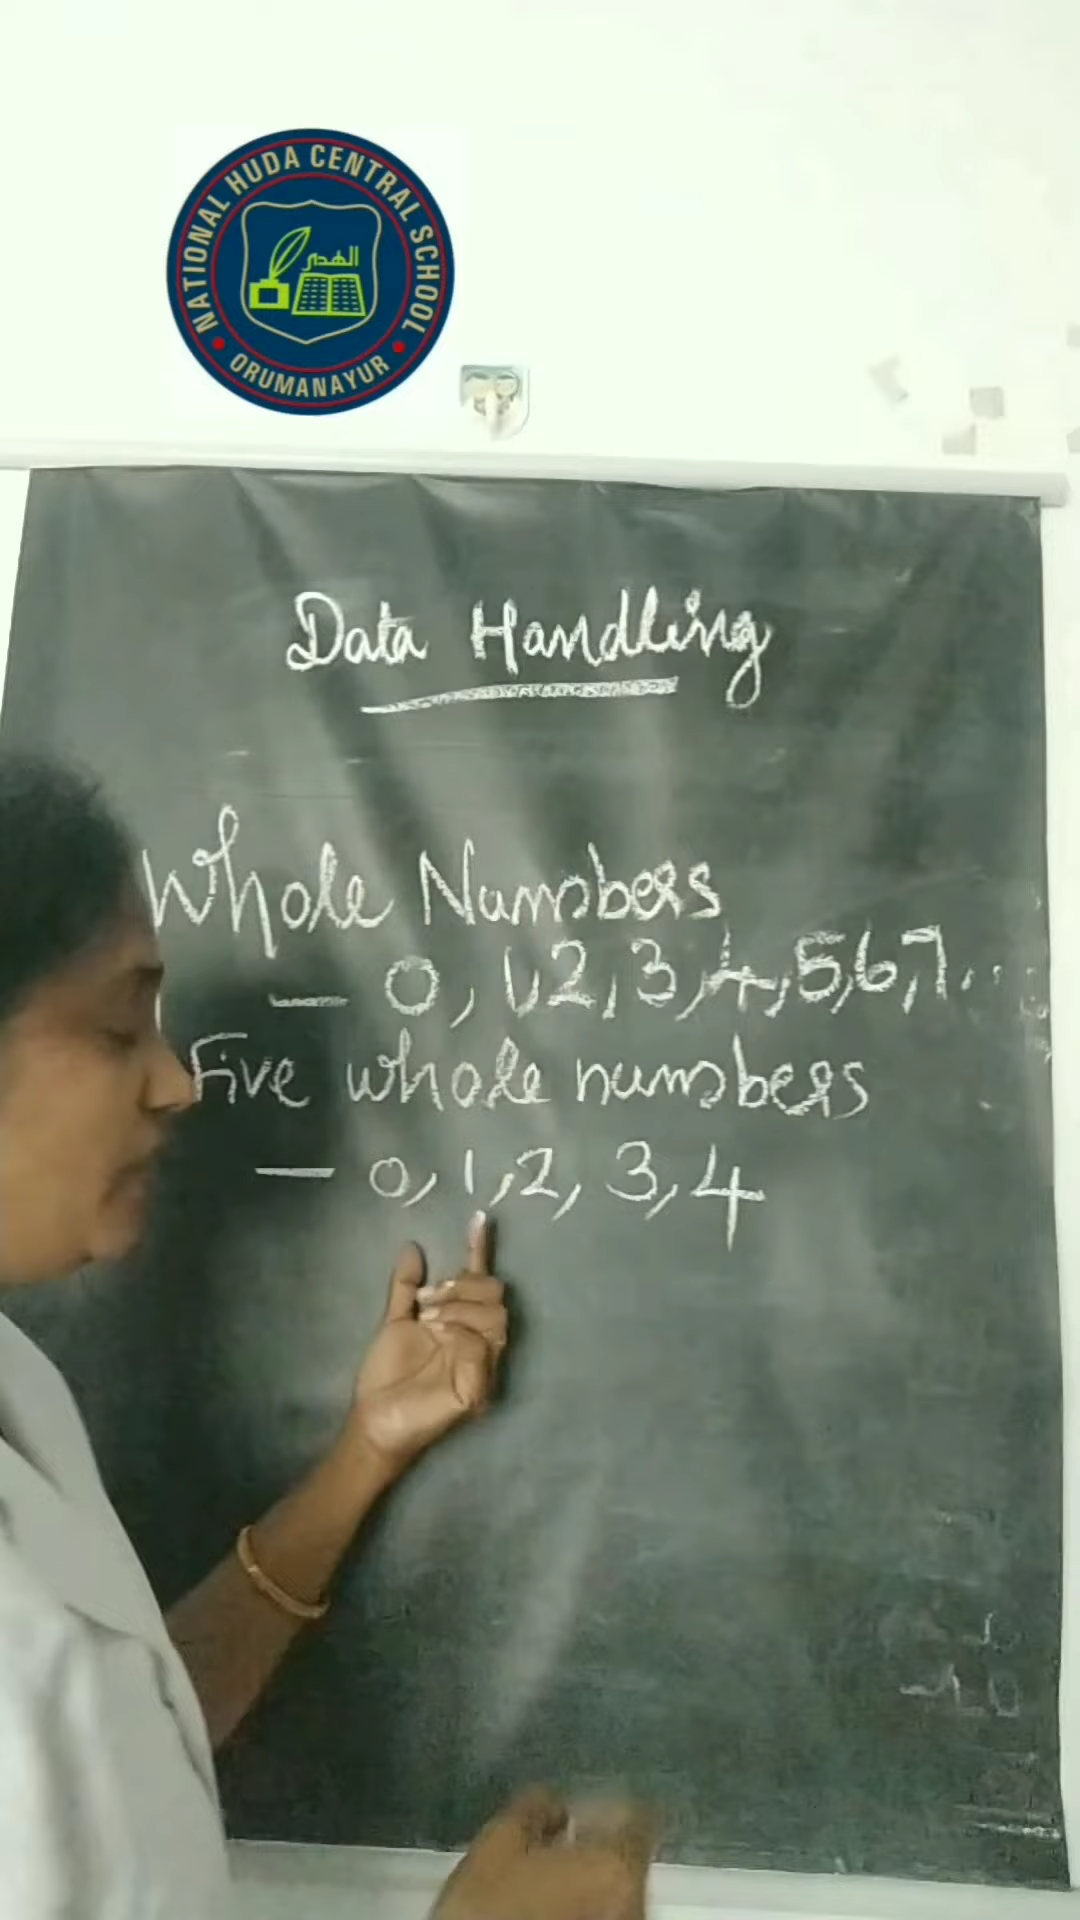 NATIONAL HUDA CENTRAL SCHOOL
الهدى
ORUMANAYUR
Data Handling
Whole Numbers
— 0, 1,2,3,4,5,6,7...
Five whole numbers
— 0,1,2,3,4